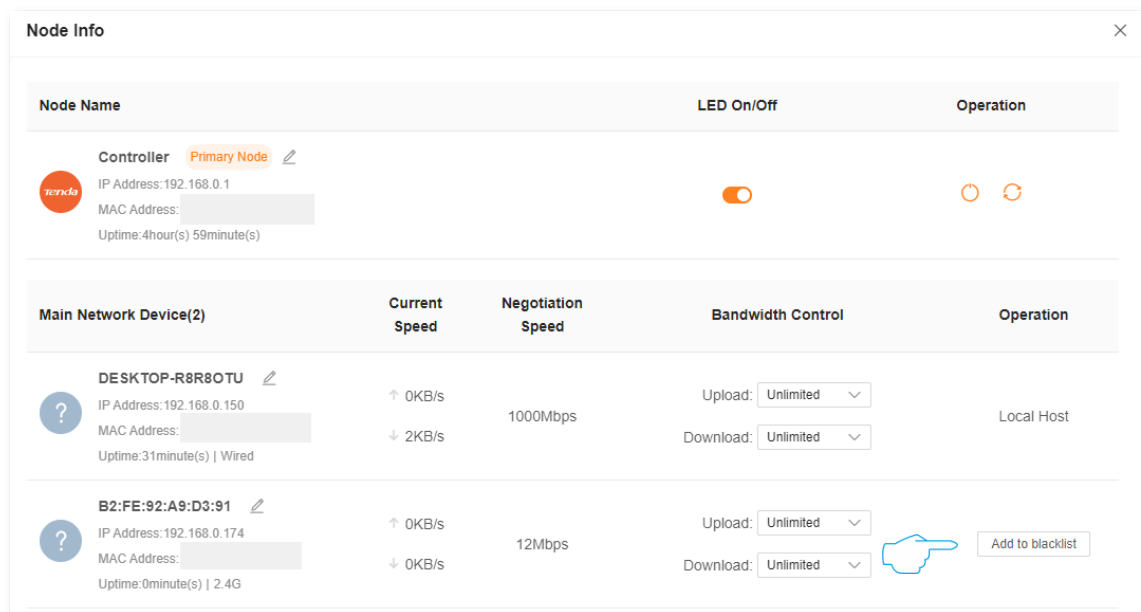 Node Info
Node Name LED On/Off Operation
Controller Primary Node
Tenda
IP Address:192.168.0.1
MAC Address:
Uptime:4hour(s) 59minute(s)
Main Network Device(2) Current Speed Negotiation Speed Bandwidth Control Operation
DESKTOP-R8R8OTU
IP Address:192.168.0.150
MAC Address:
Uptime:31minute(s) | Wired
0KB/s
2KB/s
1000Mbps
Upload: Unlimited
Download: Unlimited
Local Host
B2:FE:92:A9:D3:91
IP Address:192.168.0.174
MAC Address:
Uptime:0minute(s) | 2.4G
0KB/s
0KB/s
12Mbps
Upload: Unlimited
Download: Unlimited
Add to blacklist